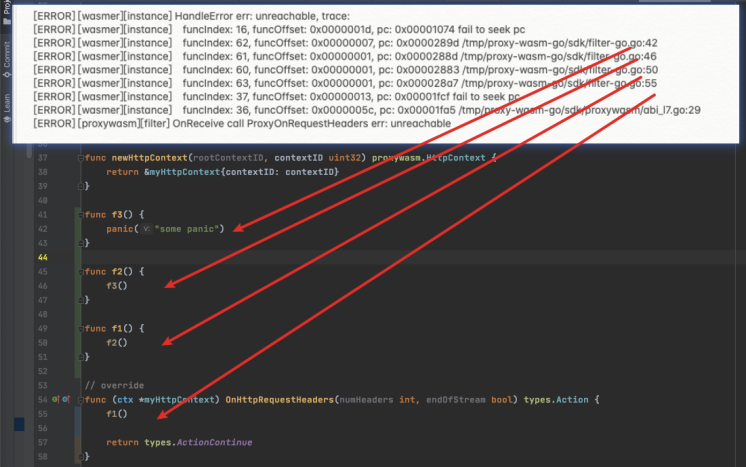 [ERROR][wasmer][instance] HandleError err: unreachable, trace:
[ERROR][wasmer][instance] funcIndex: 16, funcOffset: 0x0000001d, pc: 0x00001074 fail to seek pc
[ERROR][wasmer][instance] funcIndex: 62, funcOffset: 0x00000007, pc: 0x0000289d /tmp/proxy-wasm-go/sdk/filter-go.go:42
[ERROR][wasmer][instance] funcIndex: 61, funcOffset: 0x00000001, pc: 0x0000288d /tmp/proxy-wasm-go/sdk/filter-go.go:46
[ERROR][wasmer][instance] funcIndex: 60, funcOffset: 0x00000001, pc: 0x00002883 /tmp/proxy-wasm-go/sdk/filter-go.go:50
[ERROR][wasmer][instance] funcIndex: 63, funcOffset: 0x00000001, pc: 0x000028a7 /tmp/proxy-wasm-go/sdk/filter-go.go:55
[ERROR][wasmer][instance] funcIndex: 37, funcOffset: 0x00000013, pc: 0x00001fcf fail to seek pc
[ERROR][wasmer][instance] funcIndex: 36, funcOffset: 0x0000005c, pc: 0x00001fa5 /tmp/proxy-wasm-go/sdk/proxywasm/abi_l7.go:29
[ERROR][proxywasm][filter] OnReceive call ProxyOnRequestHeaders err: unreachable
Commit
Learn
37 func newHttpContext(rootContextID, contextID uint32) proxywasm.HttpContext {
38 return &myHttpContext{contextID: contextID}
39 }
40
41 func f3() {
42 panic( v: "some panic")
43 }
44
45 func f2() {
46 f3()
47 }
48
49 func f1() {
50 f2()
51 }
52
53 // override
54 func (ctx *myHttpContext) OnHttpRequestHeaders(numHeaders int, endOfStream bool) types.Action {
55 f1()
56
57 return types.ActionContinue
58 }